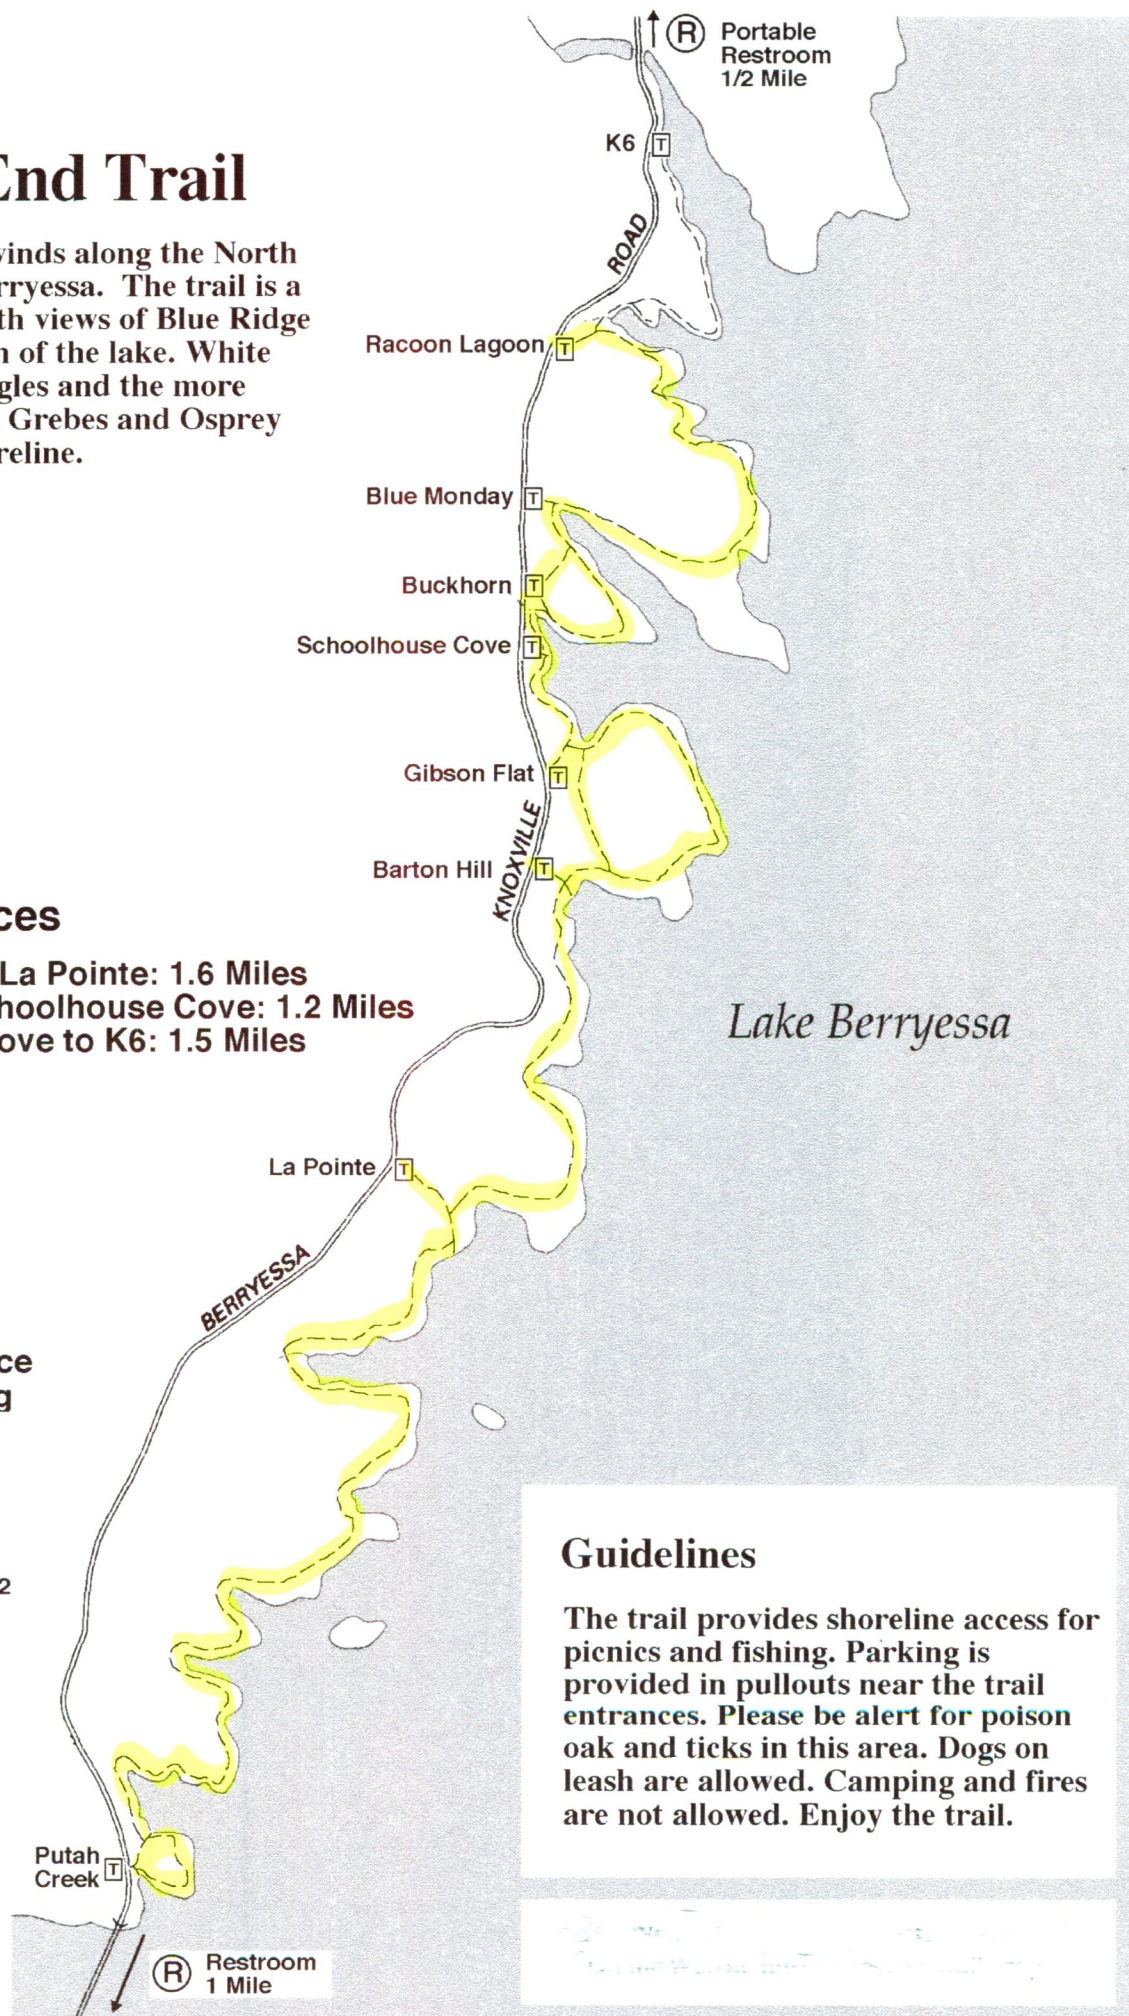 R Portable
Restroom
1/2 Mile
K6 T
End Trail
winds along the North
rryessa. The trail is a
th views of Blue Ridge
n of the lake. White
gles and the more
Grebes and Osprey
reline.
ROAD
Racoon Lagoon T
Blue Monday T
Buckhorn T
Schoolhouse Cove T
Gibson Flat T
KNOXVILLE
Barton Hill T
ces
La Pointe: 1.6 Miles
hoolhouse Cove: 1.2 Miles
ove to K6: 1.5 Miles
Lake Berryessa
La Pointe T
BERRYESSA
ce
g
2
Guidelines
The trail provides shoreline access for
picnics and fishing. Parking is
provided in pullouts near the trail
entrances. Please be alert for poison
oak and ticks in this area. Dogs on
leash are allowed. Camping and fires
are not allowed. Enjoy the trail.
Putah
Creek T
R Restroom
1 Mile